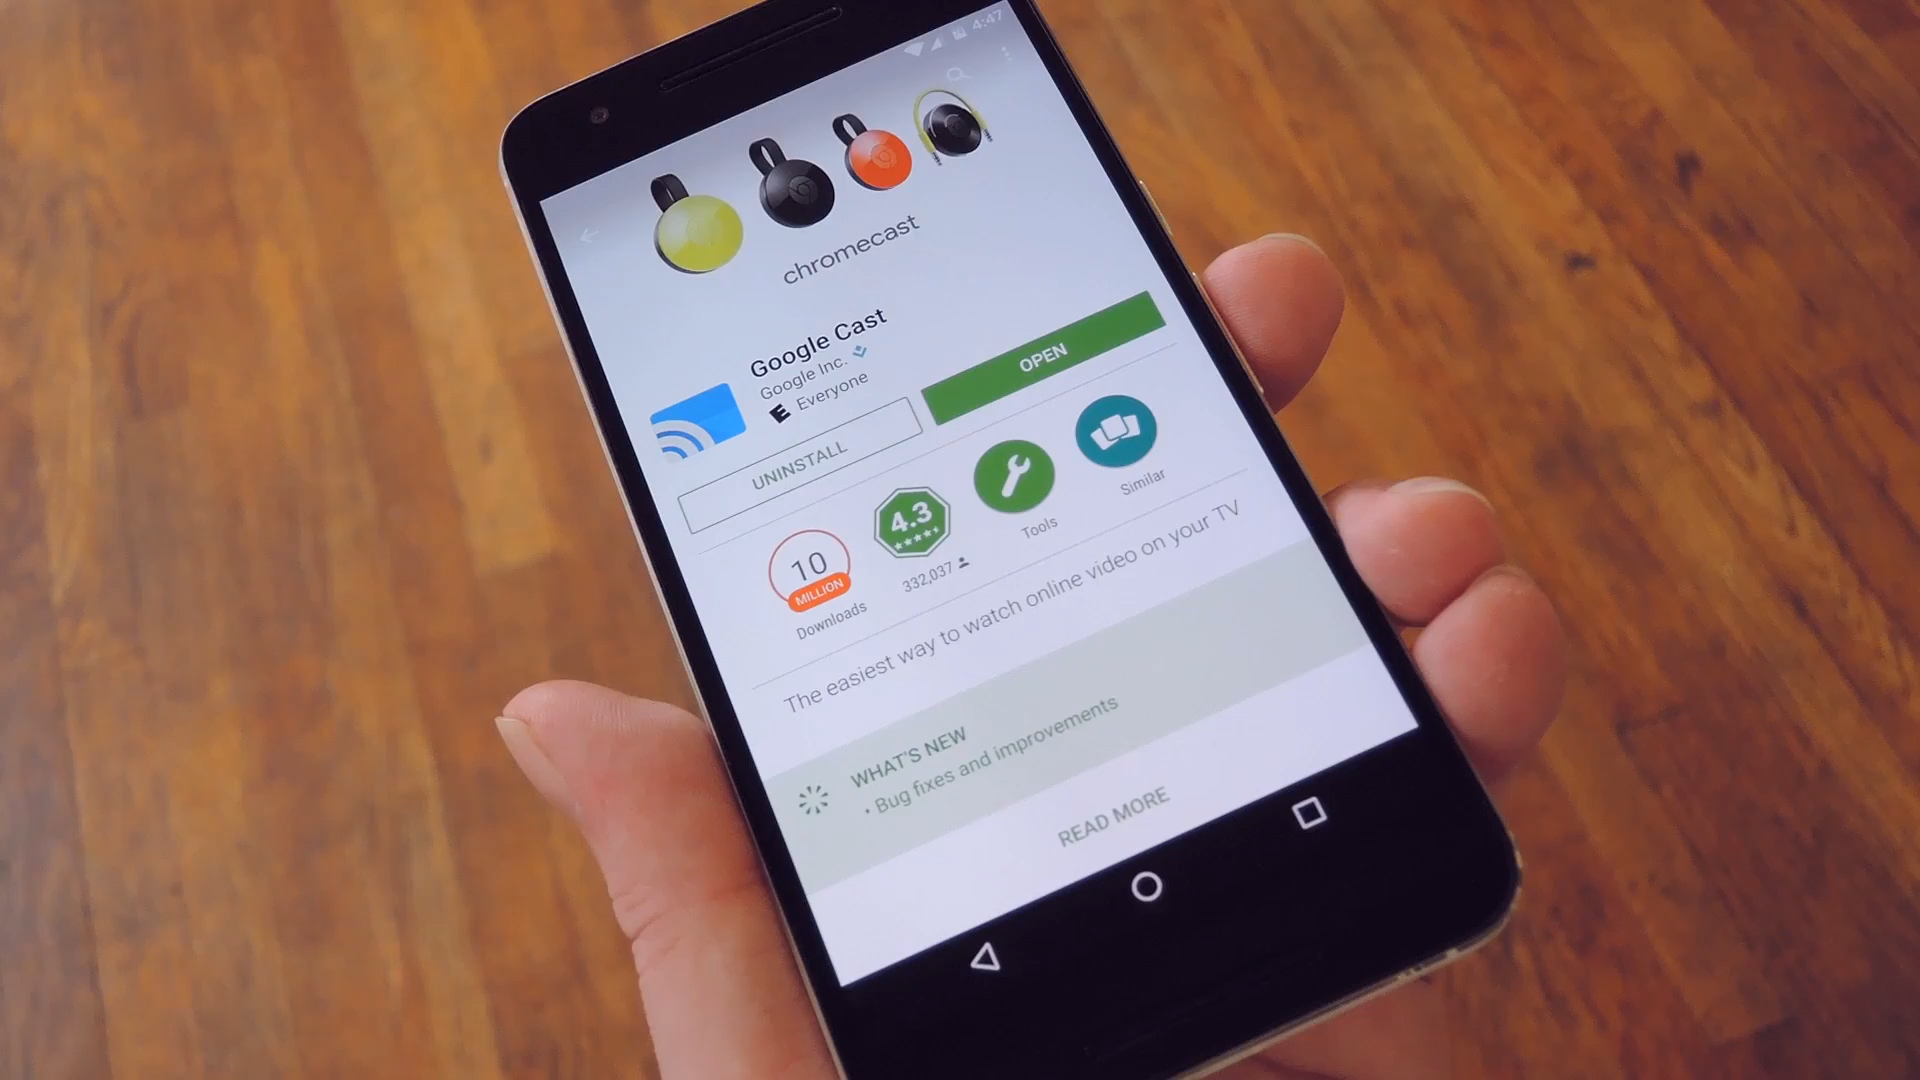 4:47
chromecast
Google Cast
Google Inc.
E Everyone
UNINSTALL
OPEN
10
MILLION
Downloads
4.3
332,037
Tools
Similar
The easiest way to watch online video on your TV
WHAT'S NEW
• Bug fixes and improvements
READ MORE